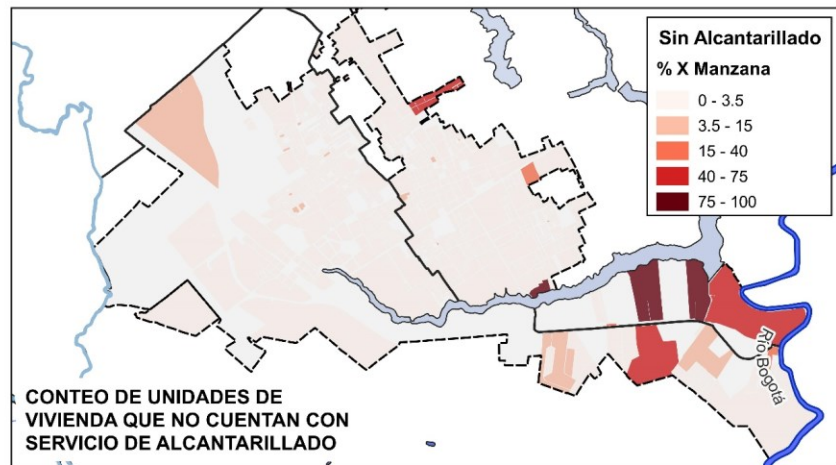 Sin Alcantarillado
% X Manzana
0 - 3.5
3.5 - 15
15 - 40
40 - 75
75 - 100
Río Bogotá
CONTEO DE UNIDADES DE
VIVIENDA QUE NO CUENTAN CON
SERVICIO DE ALCANTARILLADO